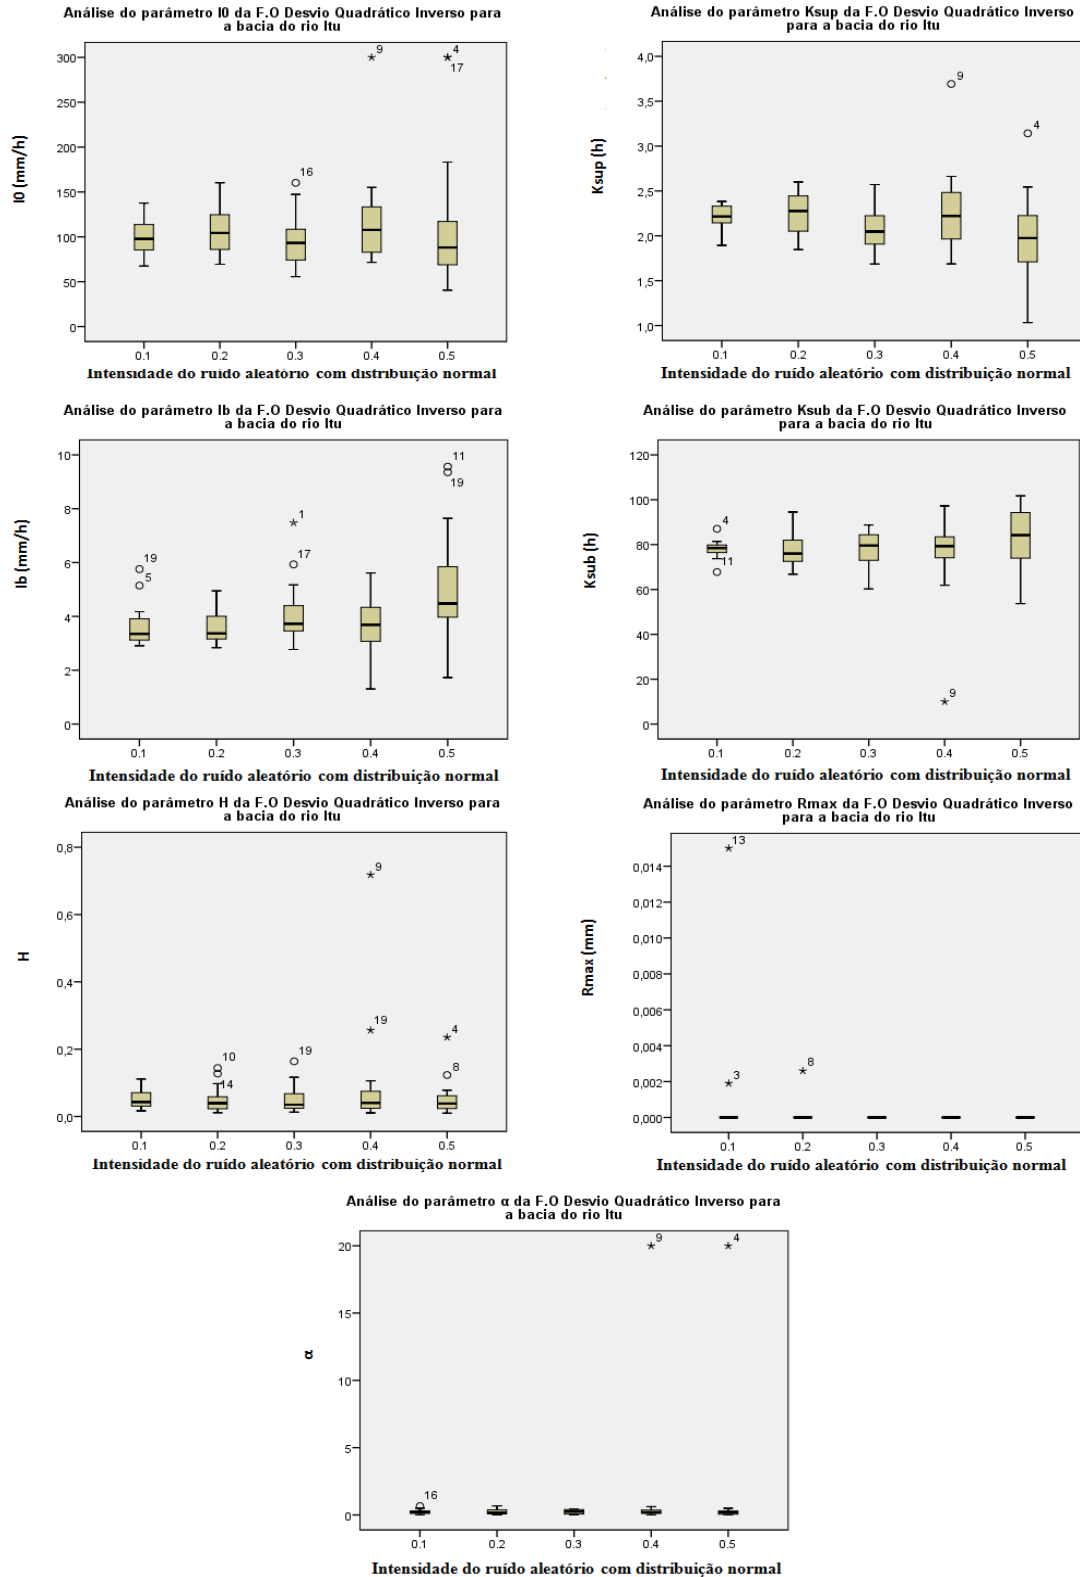 Análise do parâmetro I0 da F.O Desvio Quadrático Inverso para
a bacia do rio Itu
I0 (mm/h)
300
250
200
150
100
50
0
9
4
17
16
0.1 0.2 0.3 0.4 0.5
Intensidade do ruído aleatório com distribuição normal
Análise do parâmetro Ksup da F.O Desvio Quadrático Inverso
para a bacia do rio Itu
Ksup (h)
4,0
3,5
3,0
2,5
2,0
1,5
1,0
9
4
0.1 0.2 0.3 0.4 0.5
Intensidade do ruído aleatório com distribuição normal
Análise do parâmetro Ib da F.O Desvio Quadrático Inverso para
a bacia do rio Itu
Ib (mm/h)
10
8
6
4
2
0
11
19
1
17
19
5
0.1 0.2 0.3 0.4 0.5
Intensidade do ruído aleatório com distribuição normal
Análise do parâmetro Ksub da F.O Desvio Quadrático Inverso
para a bacia do rio Itu
Ksub (h)
120
100
80
60
40
20
0
4
11
9
0.1 0.2 0.3 0.4 0.5
Intensidade do ruído aleatório com distribuição normal
Análise do parâmetro H da F.O Desvio Quadrático Inverso para
a bacia do rio Itu
H
0,8
0,6
0,4
0,2
0,0
9
19
4
10
14
19
8
0.1 0.2 0.3 0.4 0.5
Intensidade do ruído aleatório com distribuição normal
Análise do parâmetro Rmax da F.O Desvio Quadrático Inverso
para a bacia do rio Itu
Rmax (mm)
0,014
0,012
0,010
0,008
0,006
0,004
0,002
0,000
13
3
8
0.1 0.2 0.3 0.4 0.5
Intensidade do ruído aleatório com distribuição normal
Análise do parâmetro α da F.O Desvio Quadrático Inverso para
a bacia do rio Itu
α
20
15
10
5
0
9
4
16
0.1 0.2 0.3 0.4 0.5
Intensidade do ruído aleatório com distribuição normal